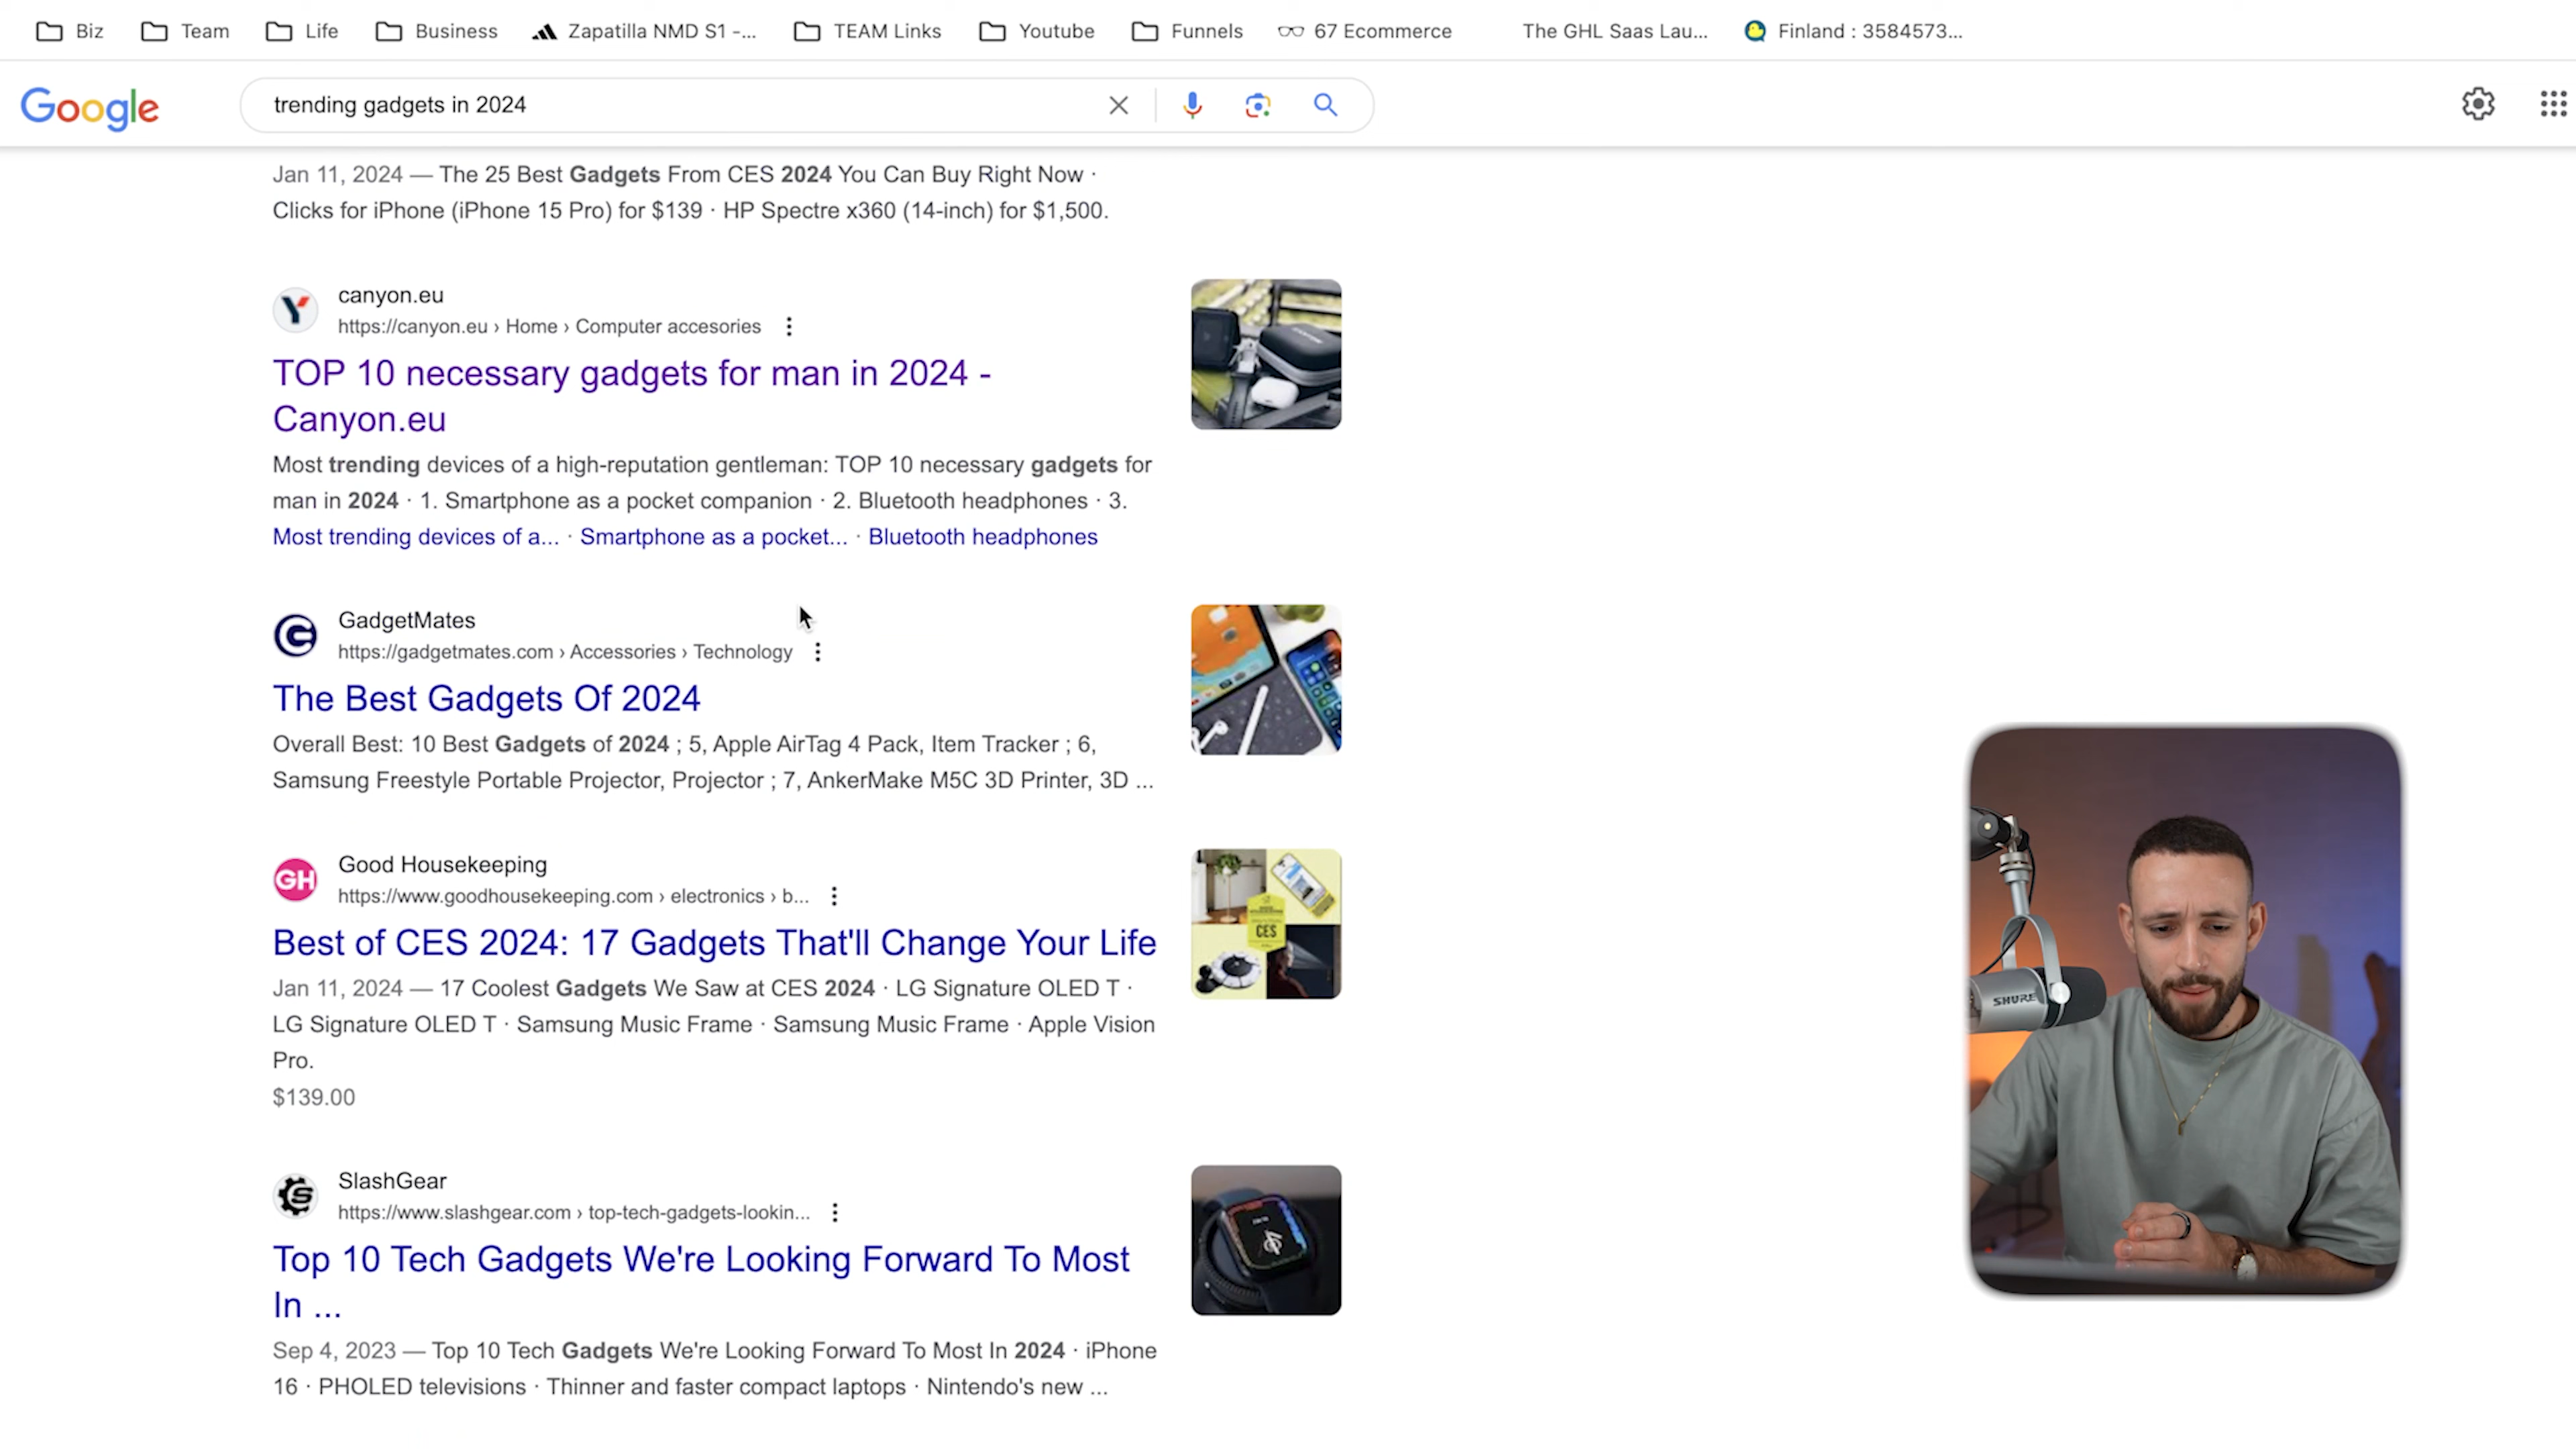 Biz
Team
Life
Business
Zapatilla NMD S1 -...
TEAM Links
Youtube
Funnels
67 Ecommerce
The GHL Saas Lau...
Finland : 3584573...
Google
trending gadgets in 2024
Jan 11, 2024 — The 25 Best Gadgets From CES 2024 You Can Buy Right Now ·
Clicks for iPhone (iPhone 15 Pro) for $139 · HP Spectre x360 (14-inch) for $1,500.
canyon.eu
https://canyon.eu › Home › Computer accesories
TOP 10 necessary gadgets for man in 2024 -
Canyon.eu
Most trending devices of a high-reputation gentleman: TOP 10 necessary gadgets for
man in 2024 · 1. Smartphone as a pocket companion · 2. Bluetooth headphones · 3.
Most trending devices of a... · Smartphone as a pocket... · Bluetooth headphones
GadgetMates
https://gadgetmates.com › Accessories › Technology
The Best Gadgets Of 2024
Overall Best: 10 Best Gadgets of 2024 ; 5, Apple AirTag 4 Pack, Item Tracker ; 6,
Samsung Freestyle Portable Projector, Projector ; 7, AnkerMake M5C 3D Printer, 3D ...
GH
Good Housekeeping
https://www.goodhousekeeping.com › electronics › b...
Best of CES 2024: 17 Gadgets That'll Change Your Life
Jan 11, 2024 — 17 Coolest Gadgets We Saw at CES 2024 · LG Signature OLED T ·
LG Signature OLED T · Samsung Music Frame · Samsung Music Frame · Apple Vision
Pro.
$139.00
CES
SHURE
SlashGear
https://www.slashgear.com › top-tech-gadgets-lookin...
Top 10 Tech Gadgets We're Looking Forward To Most
In ...
Sep 4, 2023 — Top 10 Tech Gadgets We're Looking Forward To Most In 2024 · iPhone
16 · PHOLED televisions · Thinner and faster compact laptops · Nintendo's new ...